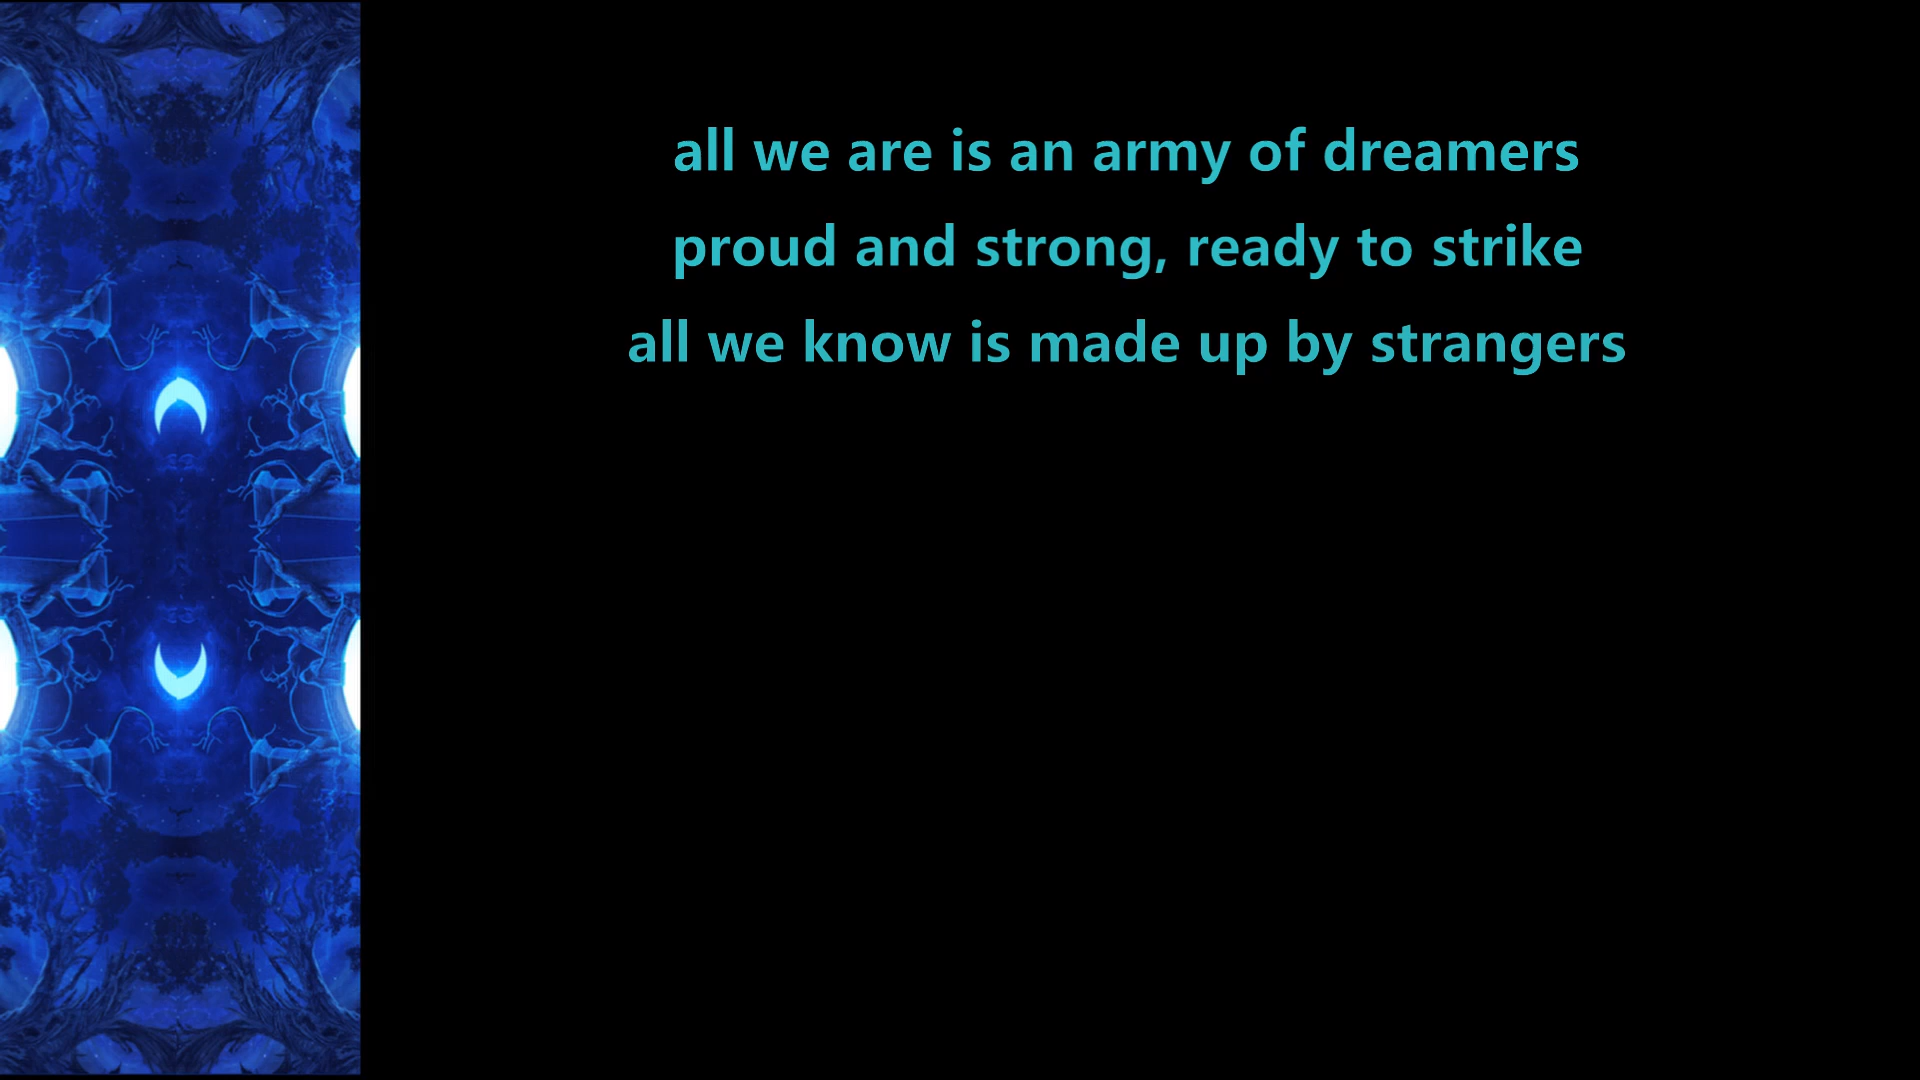 all we are is an army of dreamers
proud and strong, ready to strike
all we know is made up by strangers